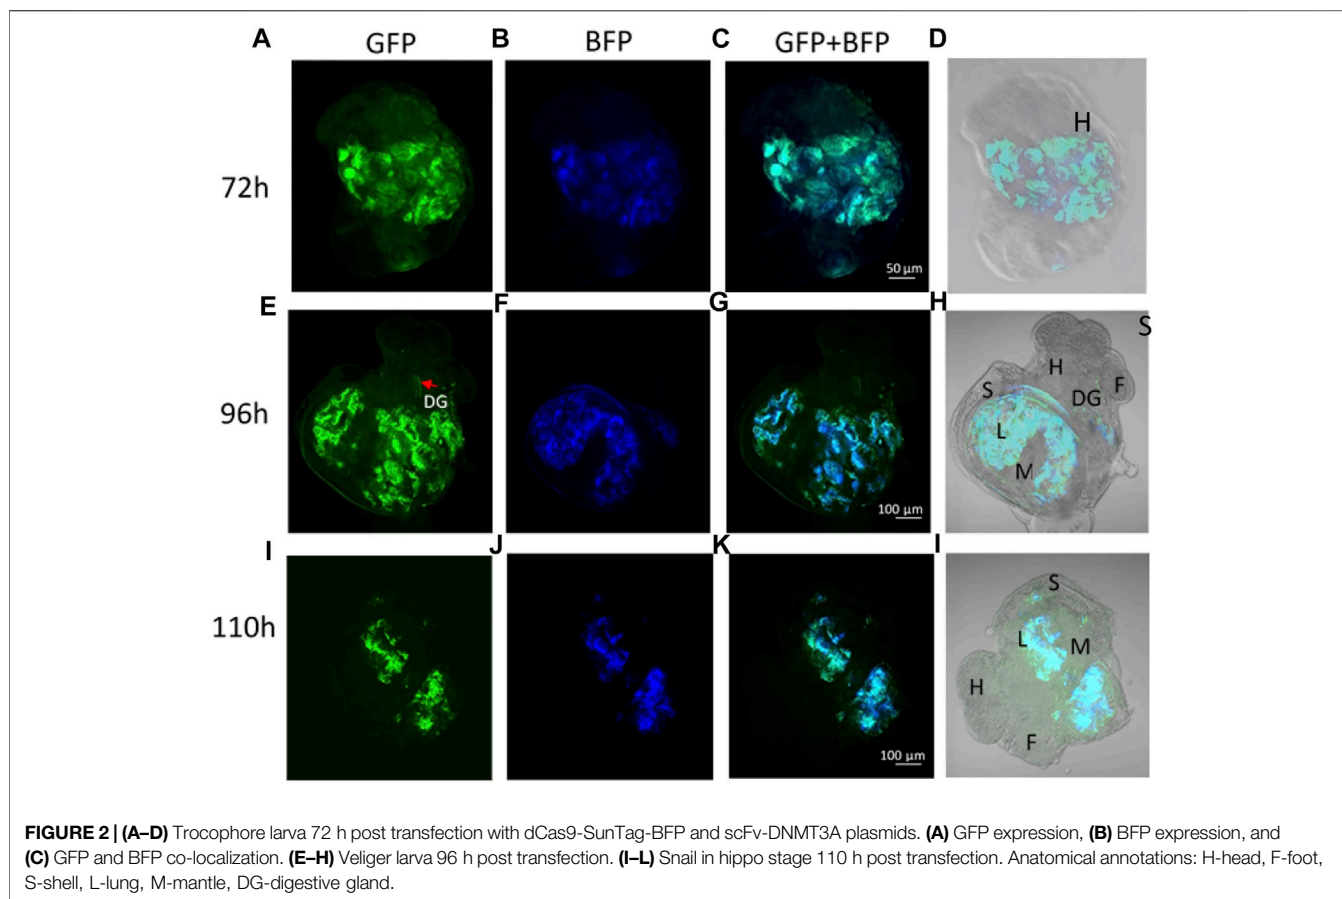 A GFP B BFP C GFP+BFP D
72h
H
50 µm
E F G H
96h
DG
S
H
S
F
DG
L
M
100 µm
I J K I
110h
S
L
M
H
F
100 µm
FIGURE 2 | (A–D) Trocophore larva 72 h post transfection with dCas9-SunTag-BFP and scFv-DNMT3A plasmids. (A) GFP expression, (B) BFP expression, and
(C) GFP and BFP co-localization. (E–H) Veliger larva 96 h post transfection. (I–L) Snail in hippo stage 110 h post transfection. Anatomical annotations: H-head, F-foot,
S-shell, L-lung, M-mantle, DG-digestive gland.